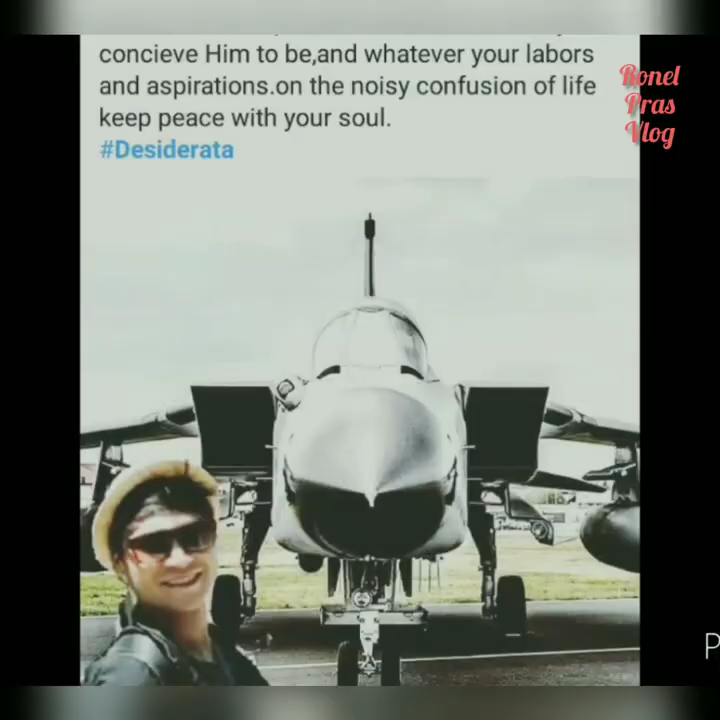 concieve Him to be,and whatever your labors
and aspirations.on the noisy confusion of life
keep peace with your soul.
#Desiderata
Ronel
Pras
Vlog
P